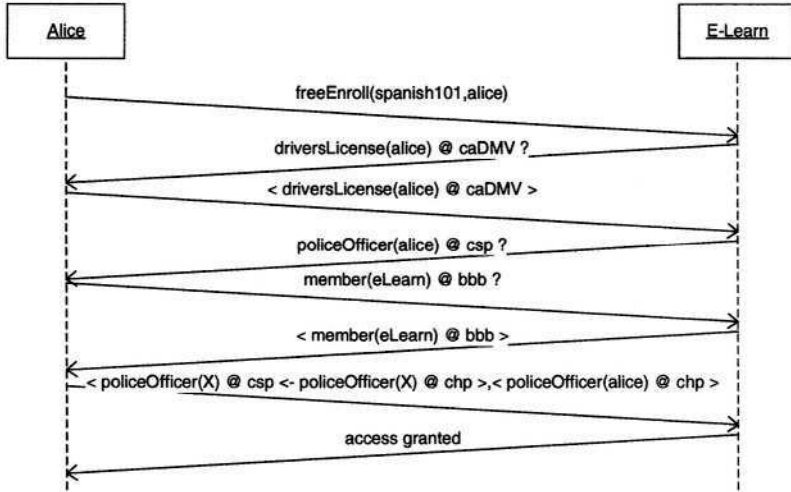 Alice
E-Learn
freeEnroll(spanish101,alice)
driversLicense(alice) @ caDMV ?
< driversLicense(alice) @ caDMV >
policeOfficer(alice) @ csp ?
member(eLearn) @ bbb ?
< member(eLearn) @ bbb >
< policeOfficer(X) @ csp <- policeOfficer(X) @ chp >,< policeOfficer(alice) @ chp >
access granted